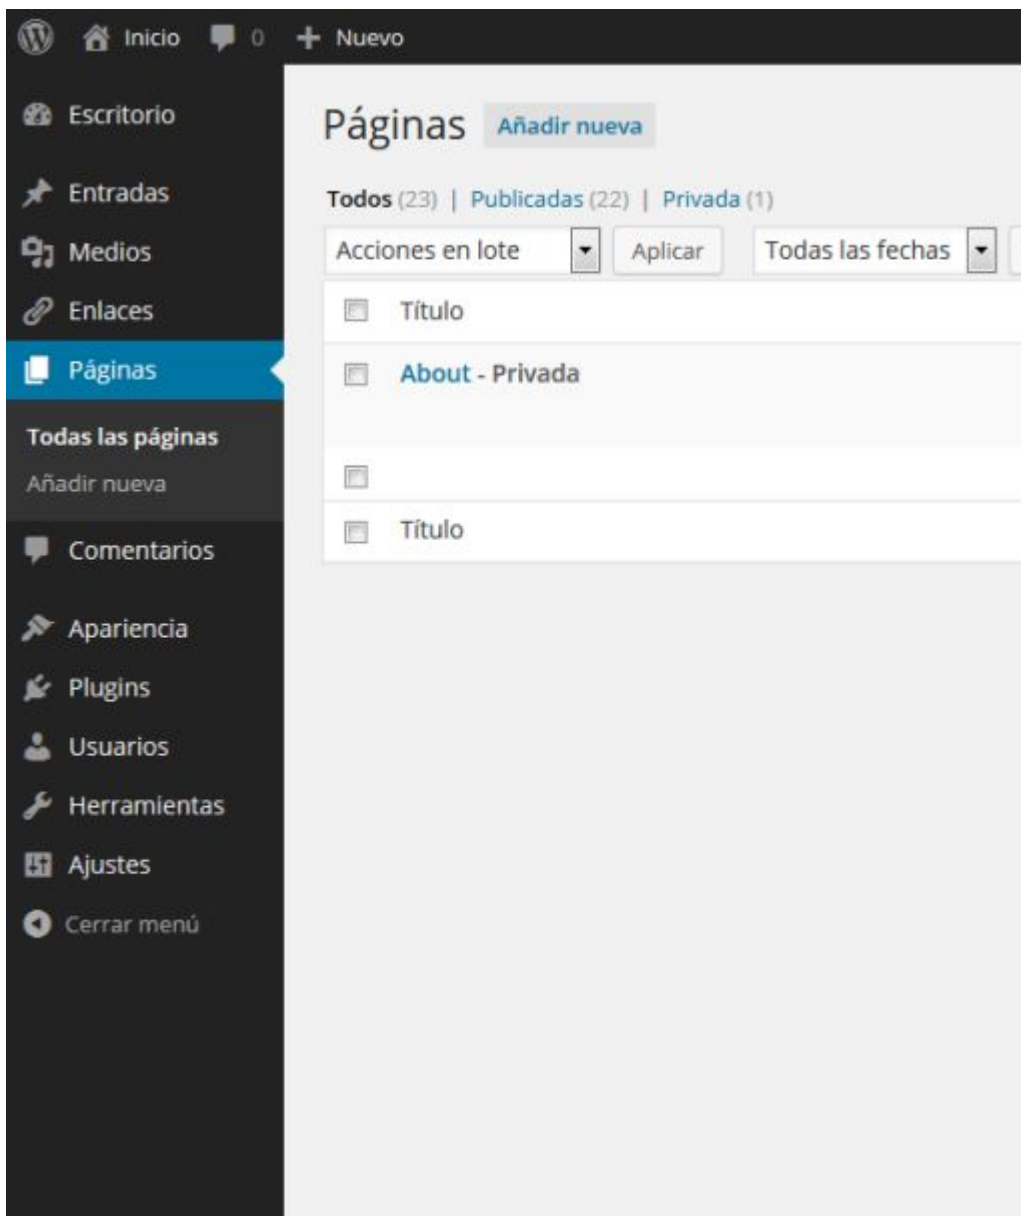 Inicio 0 + Nuevo
Escritorio
Entradas
Medios
Enlaces
Páginas
Todas las páginas
Añadir nueva
Comentarios
Apariencia
Plugins
Usuarios
Herramientas
Ajustes
Cerrar menú
Páginas Añadir nueva
Todos (23) | Publicadas (22) | Privada (1)
Acciones en lote Aplicar Todas las fechas
Título
About - Privada
Título